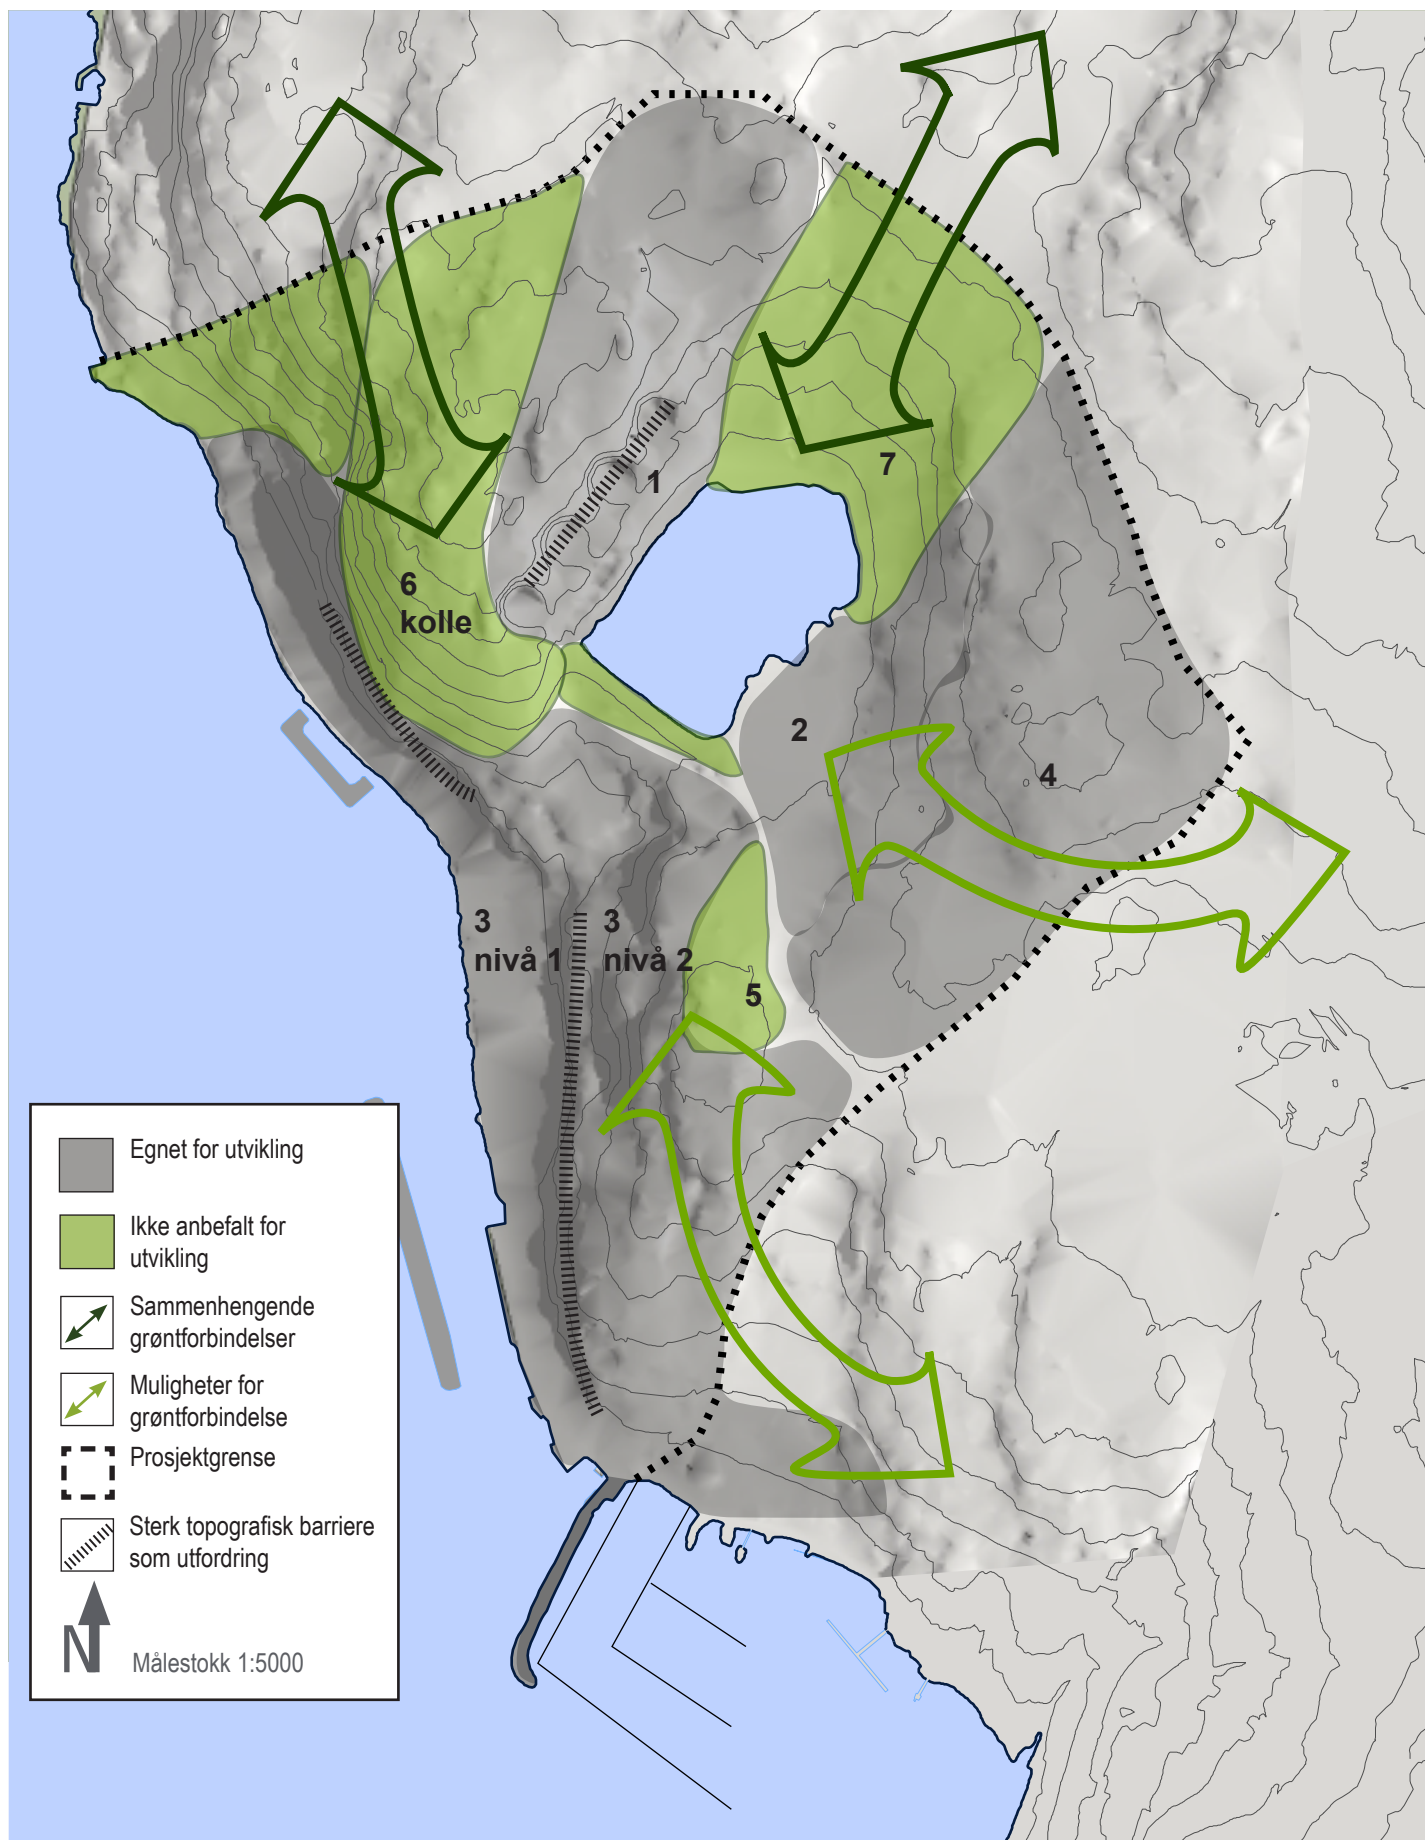 1
7
6
kolle
2
4
3
nivå 1
3
nivå 2
5
Egnet for utvikling
Ikke anbefalt for
utvikling
Sammenhengende
grøntforbindelser
Muligheter for
grøntforbindelse
Prosjektgrense
Sterk topografisk barriere
som utfordring
N
Målestokk 1:5000